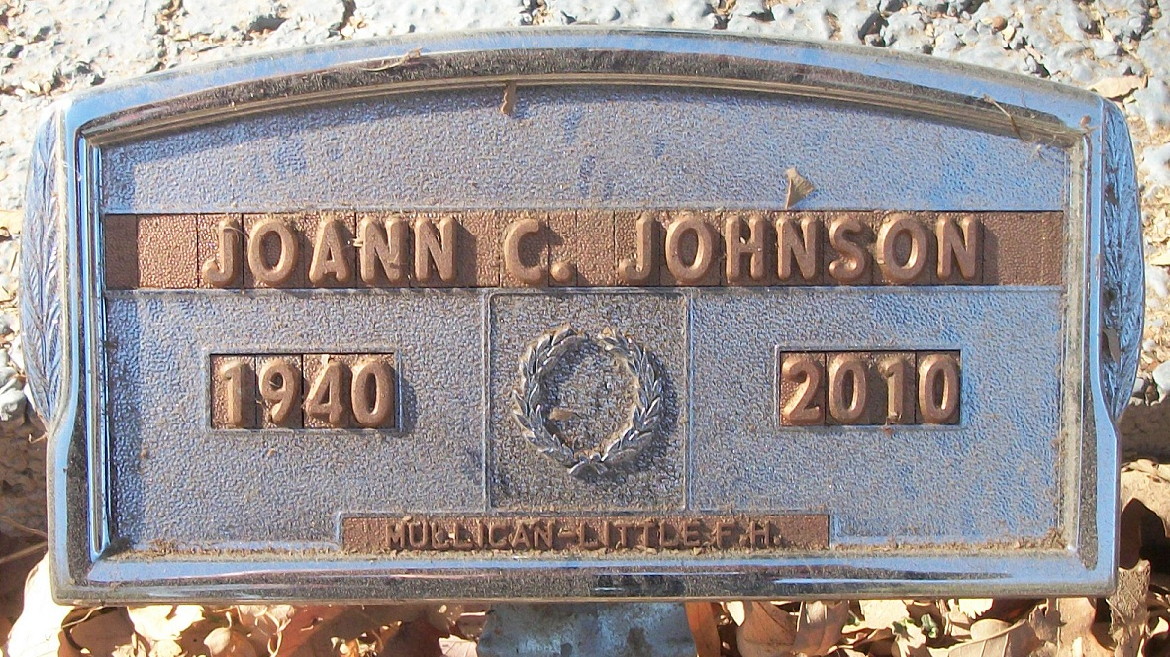 JOANN C. JOHNSON
1940 2010
MULLICAN-LITTLE F.H.